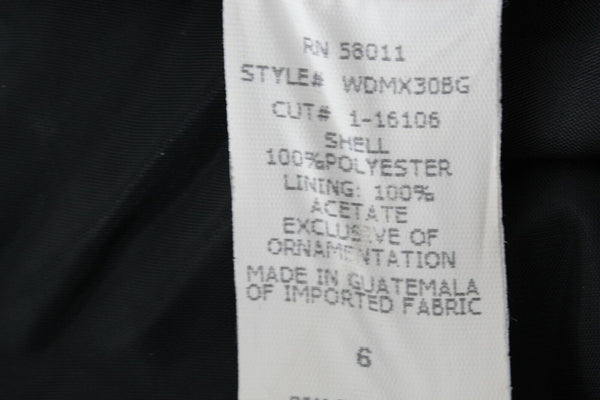 RN 58011
STYLE# WDMX30BG
CUT# 1-16106
SHELL
100%POLYESTER
LINING: 100%
ACETATE
EXCLUSIVE OF
ORNAMENTATION
MADE IN GUATEMALA
OF IMPORTED FABRIC
6